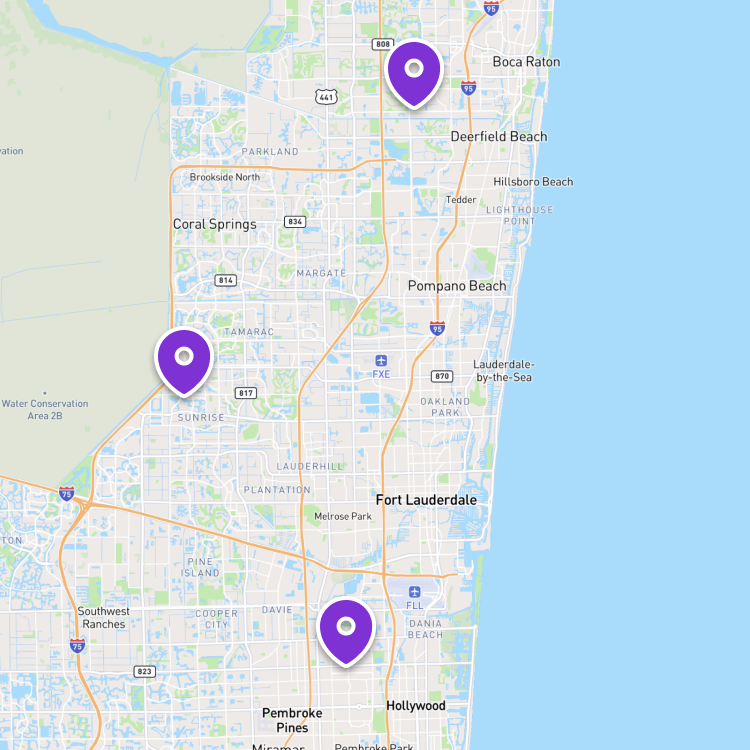 95
808
Boca Raton
95
441
Deerfield Beach
PARKLAND
vation
Brookside North
Hillsboro Beach
Tedder
LIGHTHOUSE
POINT
Coral Springs
834
MARGATE
814
Pompano Beach
95
TAMARAC
FXE
Lauderdale-
by-the-Sea
870
817
Water Conservation
Area 2B
OAKLAND
PARK
SUNRISE
LAUDERHILL
75
PLANTATION
Fort Lauderdale
Melrose Park
TON
PINE
ISLAND
FLL
Southwest
Ranches
COOPER
CITY
DAVIE
DANIA
BEACH
75
823
Hollywood
Pembroke
Pines
Miramar
Pembroke Park